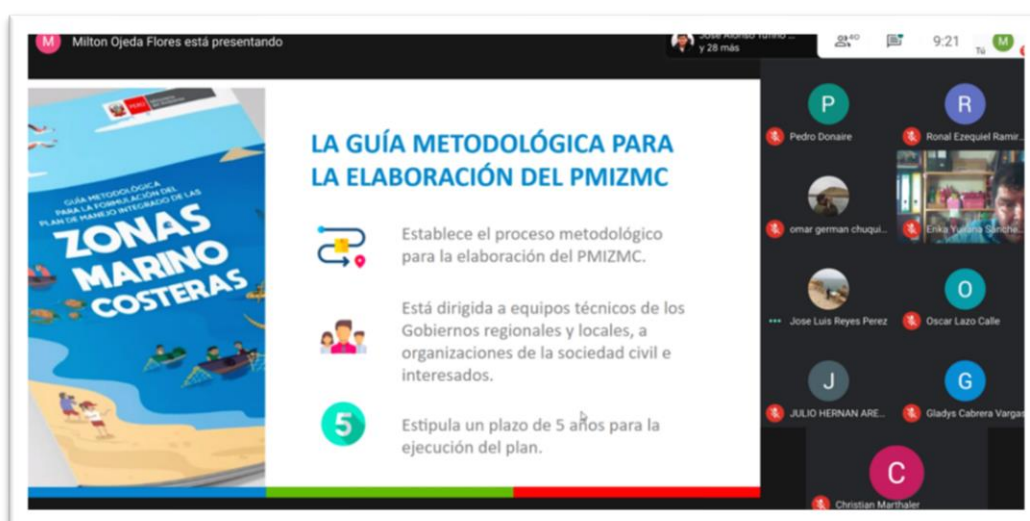 M
Milton Ojeda Flores está presentando
y 28 más
40
9:21
Tú
M
PERÚ
GUÍA METODOLÓGICA
PARA LA FORMULACIÓN DEL
PLAN DE MANEJO INTEGRADO DE LAS
ZONAS
MARINO
COSTERAS
LA GUÍA METODOLÓGICA PARA
LA ELABORACIÓN DEL PMIZMC
Establece el proceso metodológico
para la elaboración del PMIZMC.
Está dirigida a equipos técnicos de los
Gobiernos regionales y locales, a
organizaciones de la sociedad civil e
interesados.
5
Estipula un plazo de 5 años para la
ejecución del plan.
P
Pedro Donaire
R
Ronal Ezequiel Ramir...
omar german chuqui...
Erika
Jose Luis Reyes Perez
O
Oscar Lazo Calle
J
JULIO HERNAN ARE...
G
Gladys Cabrera Vargas
C
Christian Marthaler